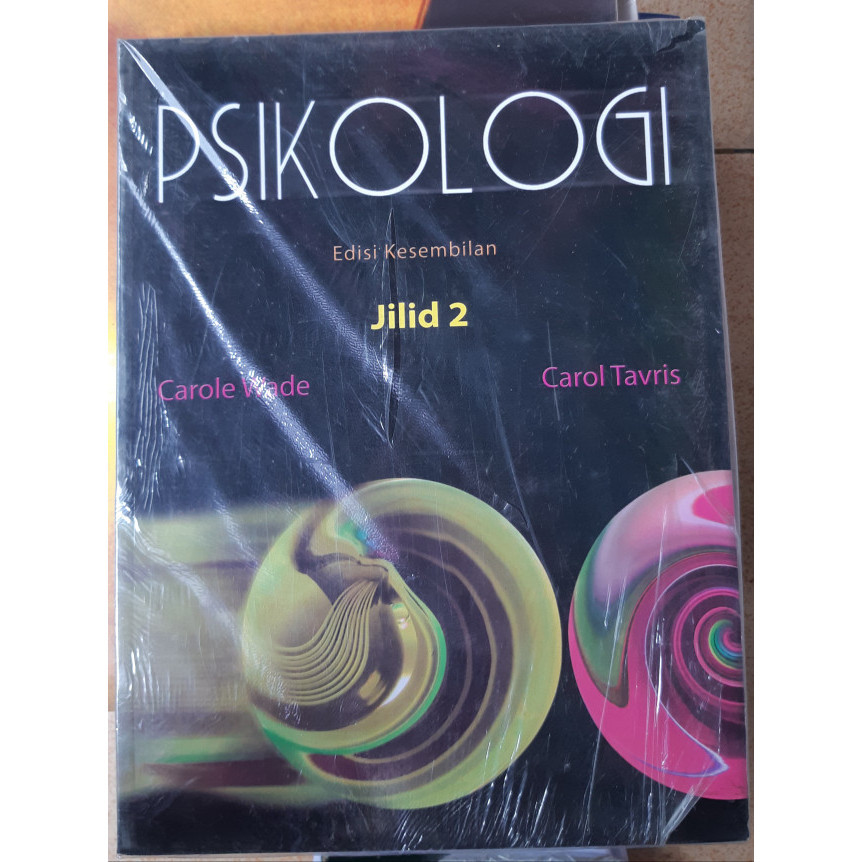 PSIKOLOGI
Edisi Kesembilan
Jilid 2
Carole Wade
Carol Tavris